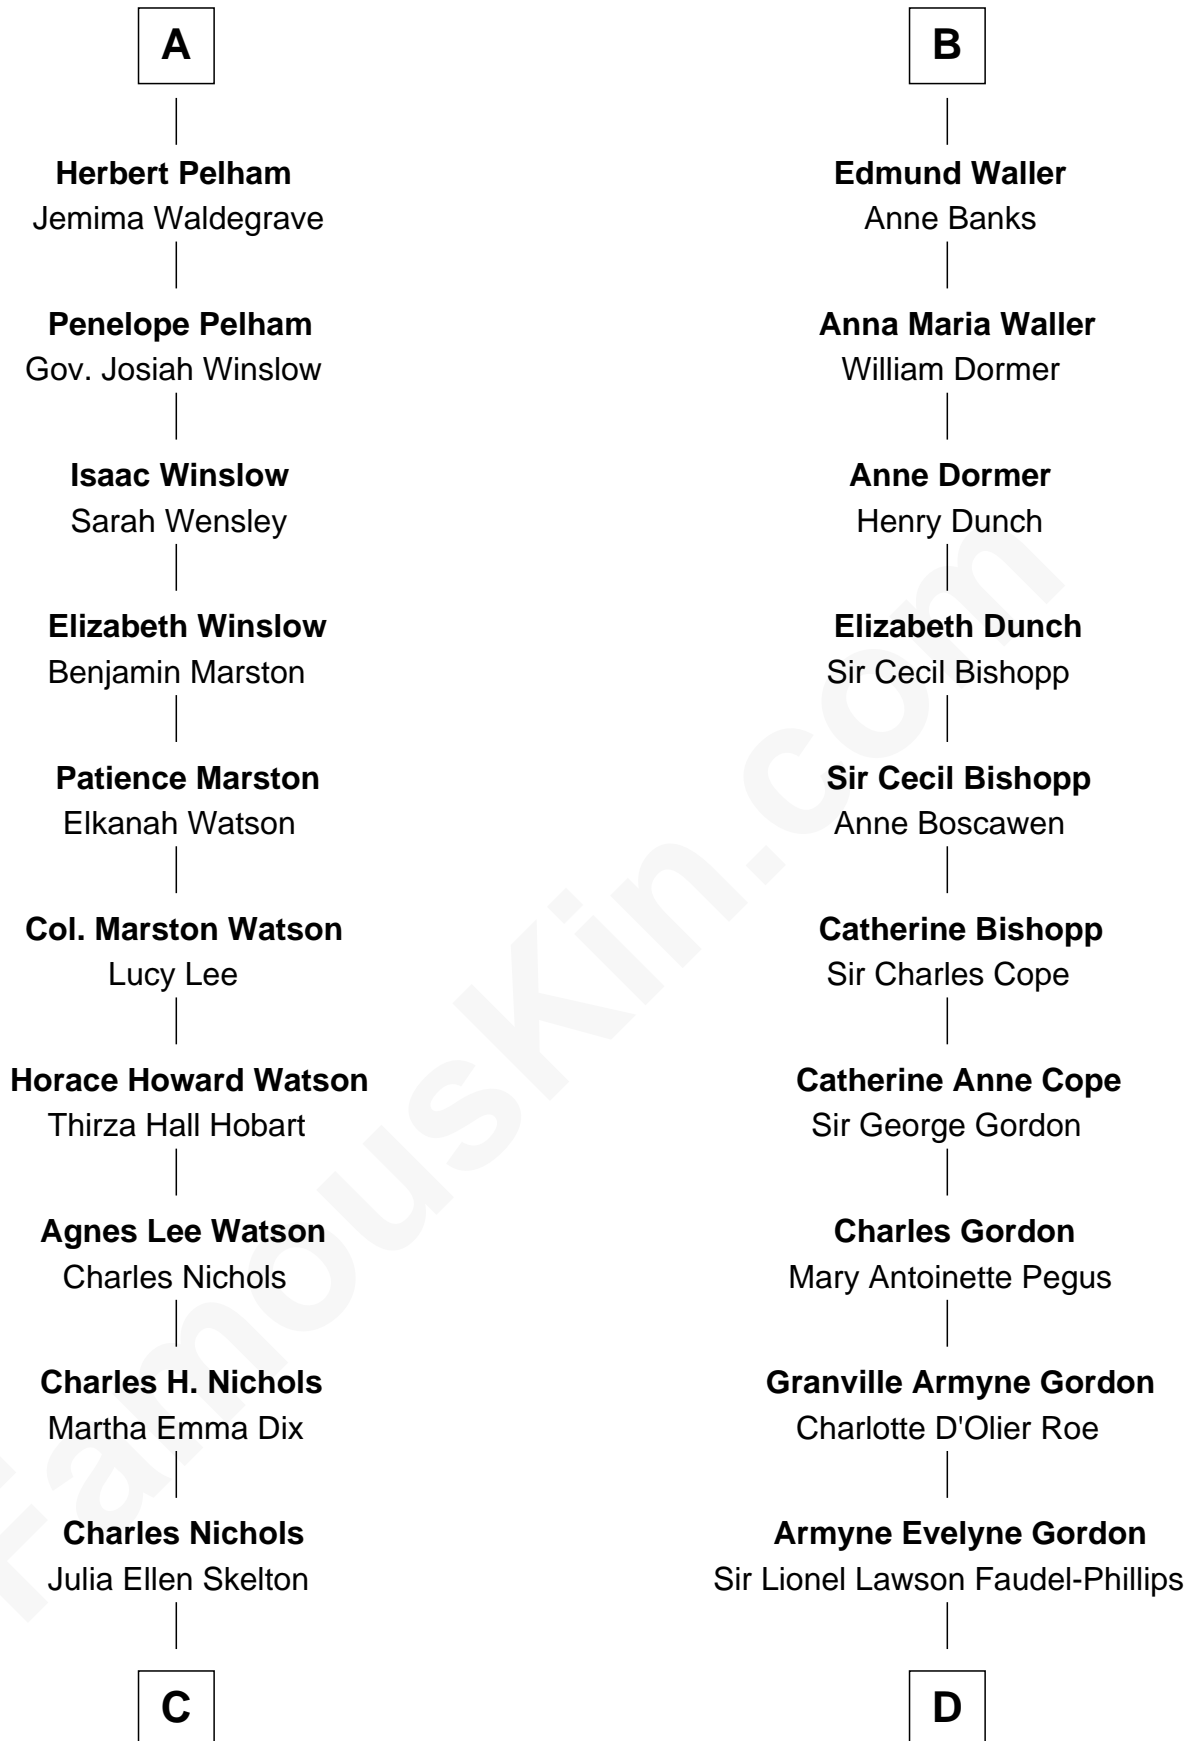 A
Herbert Pelham
Jemima Waldegrave
Penelope Pelham
Gov. Josiah Winslow
Isaac Winslow
Sarah Wensley
Elizabeth Winslow
Benjamin Marston
Patience Marston
Elkanah Watson
Col. Marston Watson
Lucy Lee
Horace Howard Watson
Thirza Hall Hobart
Agnes Lee Watson
Charles Nichols
Charles H. Nichols
Martha Emma Dix
Charles Nichols
Julia Ellen Skelton
C
B
Edmund Waller
Anne Banks
Anna Maria Waller
William Dormer
Anne Dormer
Henry Dunch
Elizabeth Dunch
Sir Cecil Bishopp
Sir Cecil Bishopp
Anne Boscawen
Catherine Bishopp
Sir Charles Cope
Catherine Anne Cope
Sir George Gordon
Charles Gordon
Mary Antoinette Pegus
Granville Armyne Gordon
Charlotte D'Olier Roe
Armyne Evelyne Gordon
Sir Lionel Lawson Faudel-Phillips
D
FamousKin.com